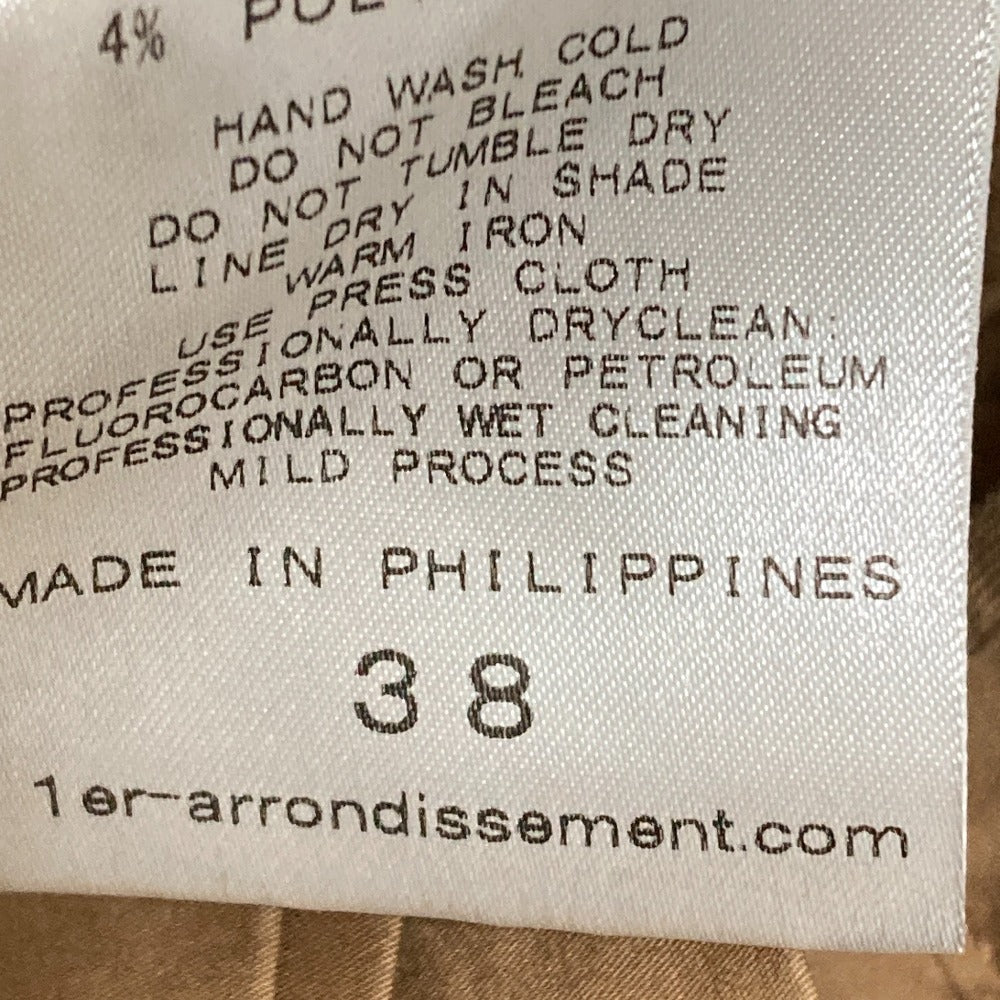 4%
HAND WASH COLD
DO NOT BLEACH
DO NOT TUMBLE DRY
LINE DRY IN SHADE
WARM IRON
USE PRESS CLOTH
PROFESSIONALLY DRYCLEAN:
FLUOROCARBON OR PETROLEUM
PROFESSIONALLY WET CLEANING
MILD PROCESS
MADE IN PHILIPPINES
38
1er-arrondissement.com